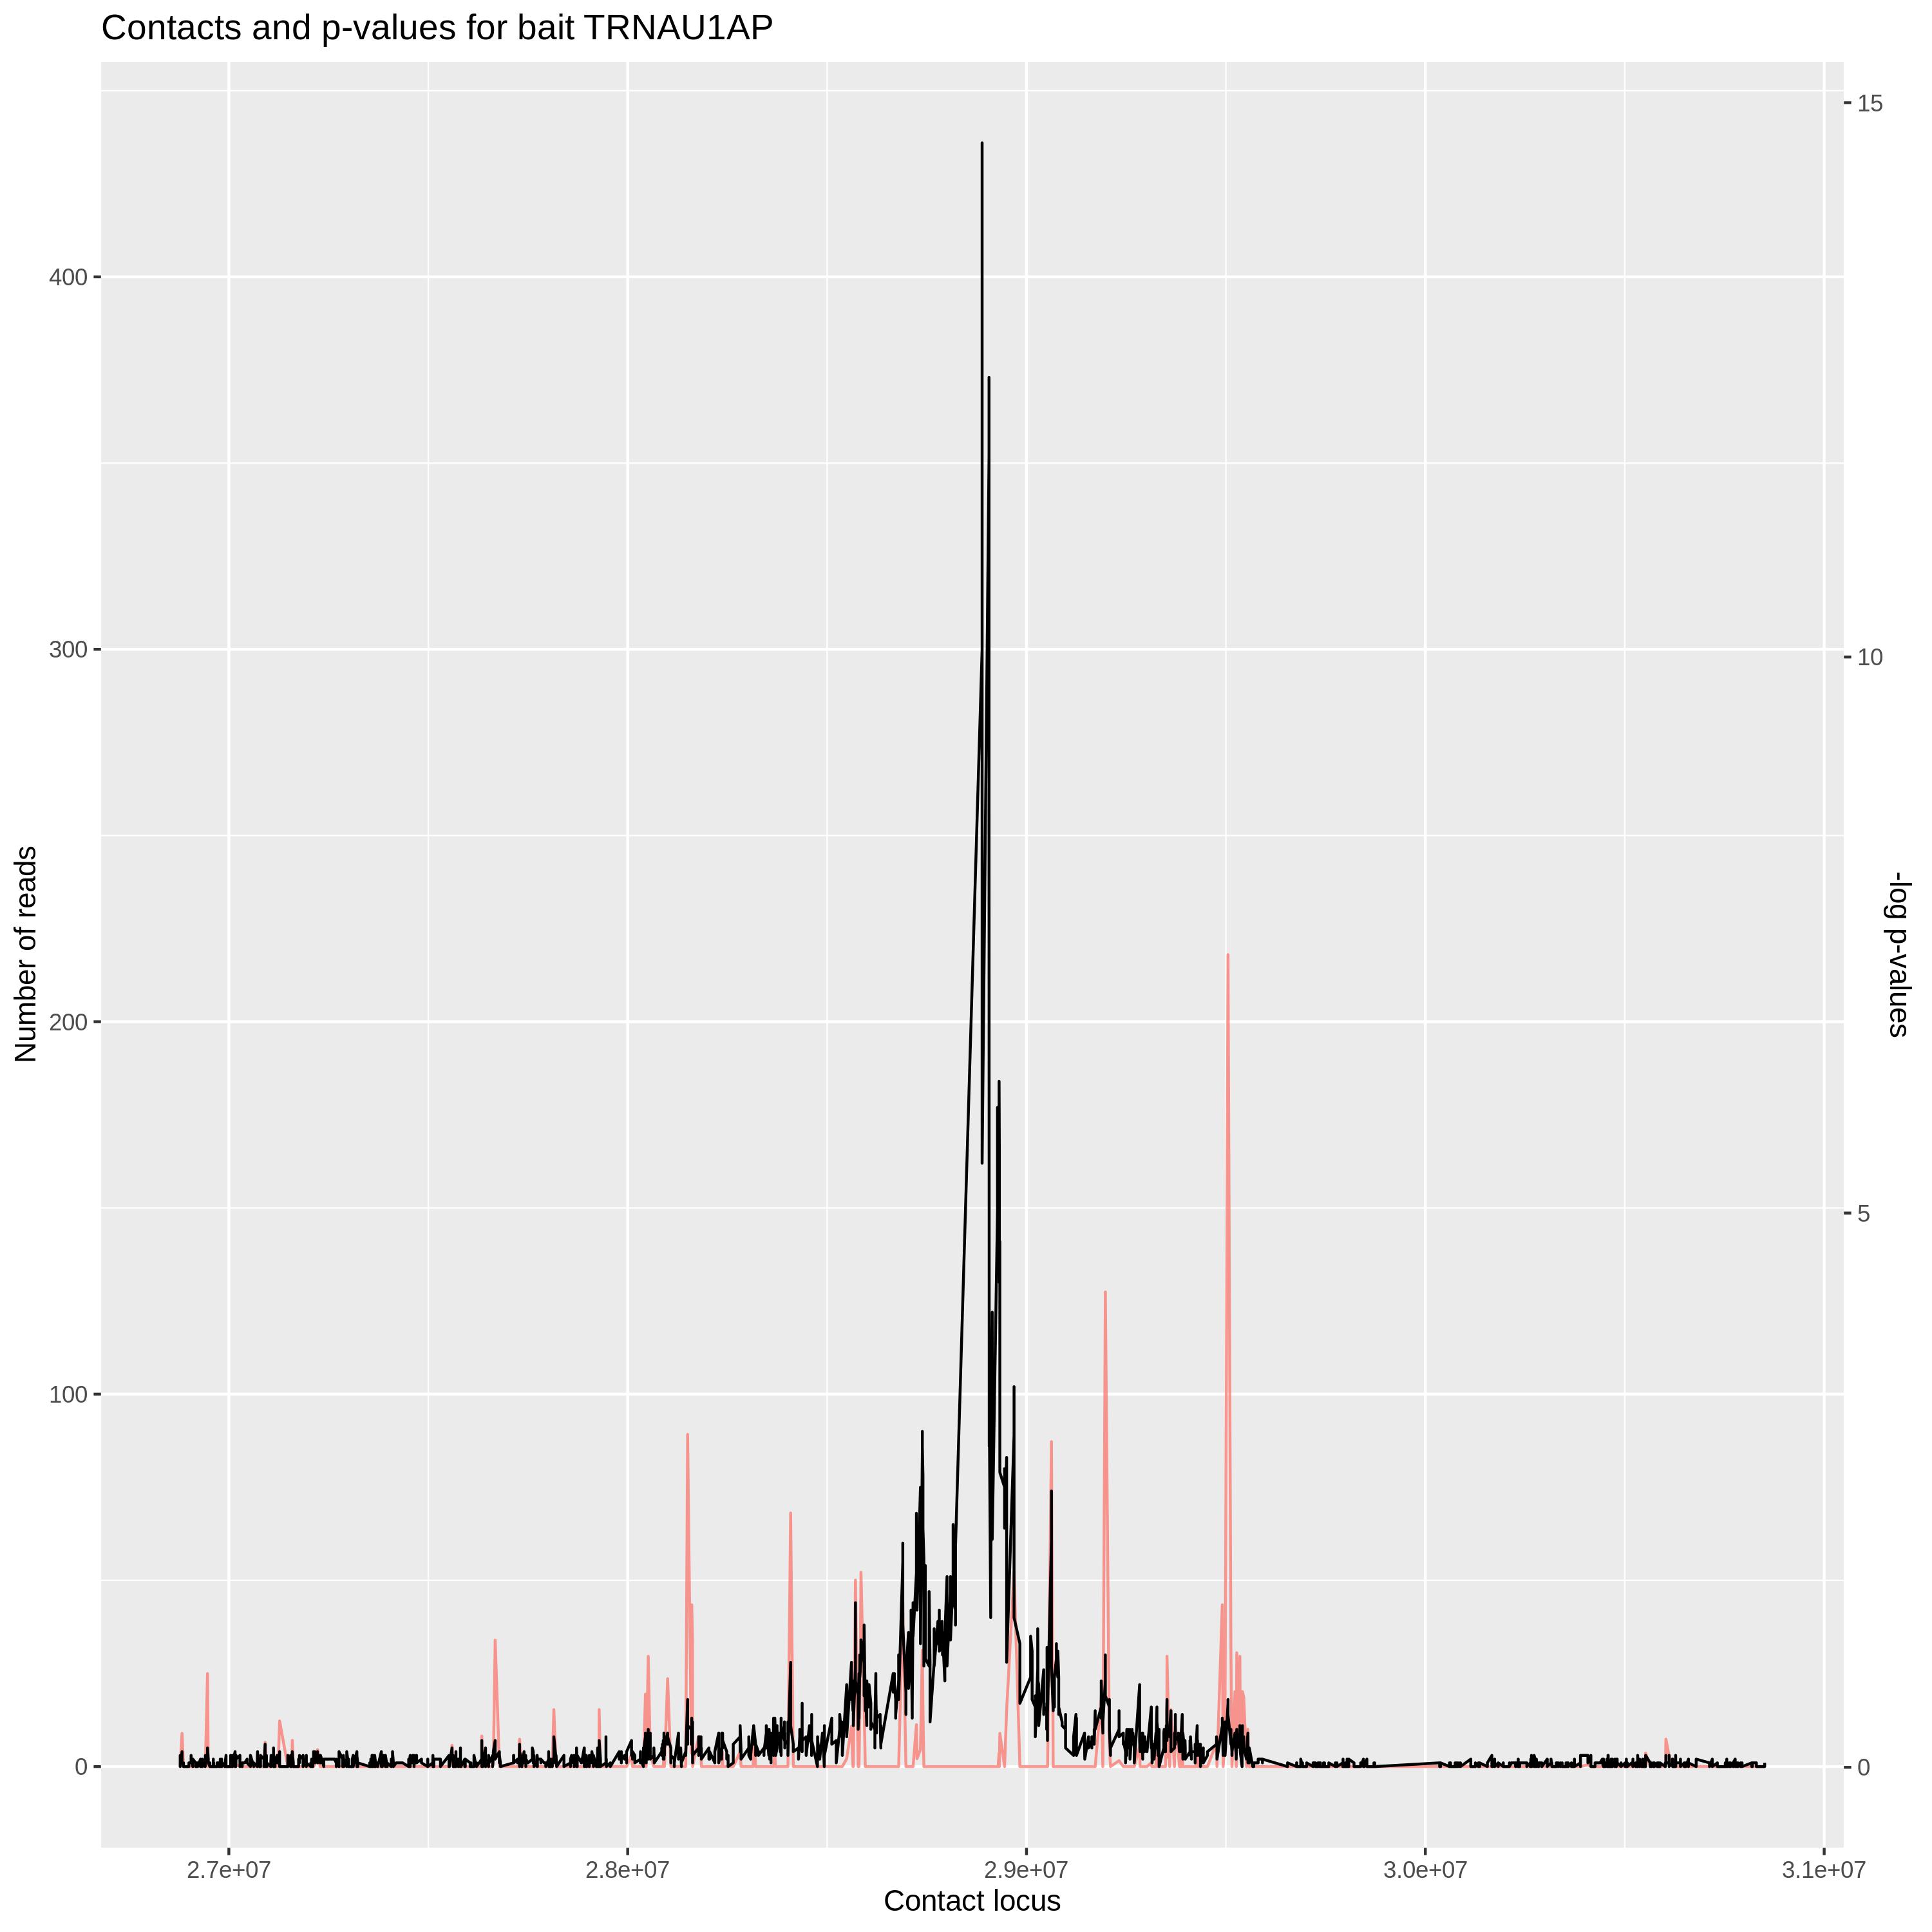 Contacts and p-values for bait TRNAU1AP
15
400
300
10
Number of reads
-log p-values
200
5
100
0
0
2.7e+07
2.8e+07
2.9e+07
3.0e+07
3.1e+07
Contact locus